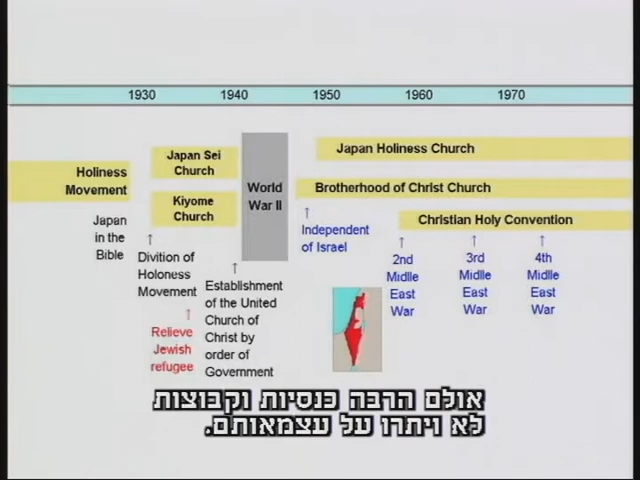 1930 1940 1950 1960 1970
Holiness
Movement
Japan Sei
Church
Kiyome
Church
World
War II
Japan Holiness Church
Brotherhood of Christ Church
Christian Holy Convention
Japan
in the
Bible
↑
Divition of
Holoness
Movement
↑
Relieve
Jewish
refugee
↑
Establishment
of the United
Church of
Christ by
order of
Government
↑
Independent
of Israel
↑
2nd
Midlle
East
War
↑
3rd
Midlle
East
War
↑
4th
Midlle
East
War
אולם הרבה כנסיות וקבוצות
לא ויתרו על עצמאותם.